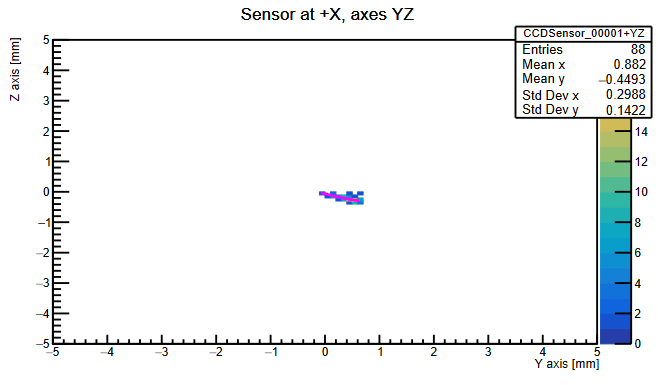 Sensor at +X, axes YZ
CCDSensor_00001+YZ
Entries 88
Mean x 0.882
Mean y −0.4493
Std Dev x 0.2988
Std Dev y 0.1422
Z axis [mm]
5
4
3
2
1
0
−1
−2
−3
−4
−5
−5 −4 −3 −2 −1 0 1 2 3 4 5
Y axis [mm]
14
12
10
8
6
4
2
0